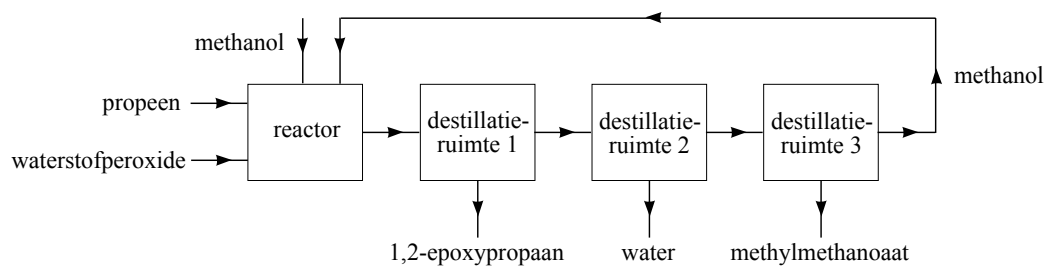 methanol
methanol
propeen
waterstofperoxide
reactor
destillatie-
ruimte 1
destillatie-
ruimte 2
destillatie-
ruimte 3
1,2-epoxypropaan
water
methylmethanoaat